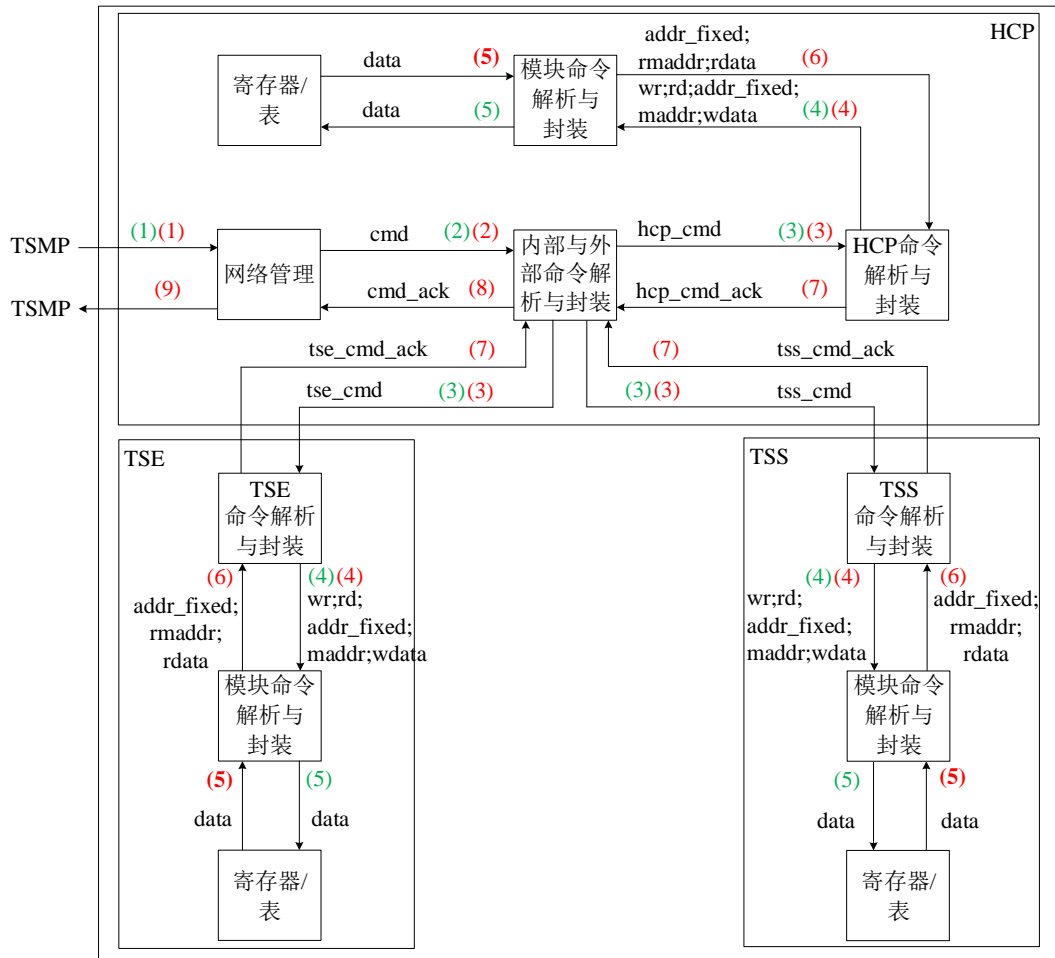 HCP
寄存器/
表
data (5)
data (5)
模块命令
解析与
封装
addr_fixed;
rmaddr;rdata (6)
wr;rd;addr_fixed;
maddr;wdata (4)(4)
TSMP (1)(1)
TSMP (9)
网络管理
cmd (2)(2)
cmd_ack (8)
内部与外
部命令解
析与封装
hcp_cmd (3)(3)
hcp_cmd_ack (7)
HCP命令
解析与
封装
tse_cmd_ack (7)
tse_cmd (3)(3)
(7) tss_cmd_ack
(3)(3) tss_cmd
TSE
TSE
命令解析
与封装
(6)
addr_fixed;
rmaddr;
rdata
(4)(4)
wr;rd;
addr_fixed;
maddr;wdata
模块命令
解析与
封装
(5) (5)
data data
寄存器/
表
TSS
TSS
命令解析
与封装
(4)(4)
wr;rd;
addr_fixed;
maddr;wdata
(6)
addr_fixed;
rmaddr;
rdata
模块命令
解析与
封装
(5) (5)
data data
寄存器/
表